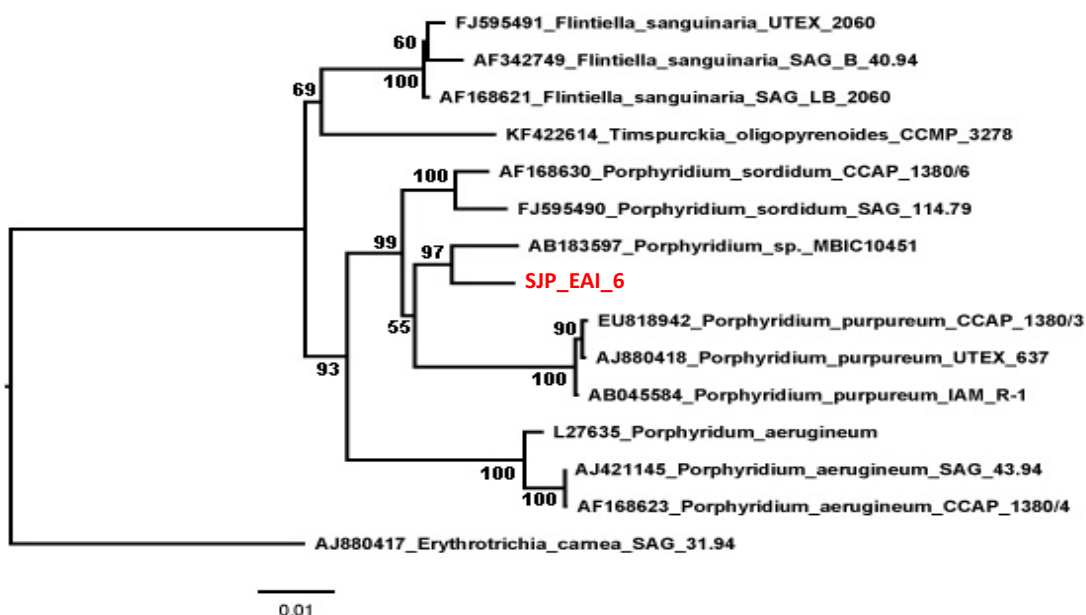 FJ595491_Flintiella_sanguinaria_UTEX_2060
60
AF342749_Flintiella_sanguinaria_SAG_B_40.94
100
AF168621_Flintiella_sanguinaria_SAG_LB_2060
69
KF422614_Timspurckia_oligopyrenoides_CCMP_3278
100
AF168630_Porphyridium_sordidum_CCAP_1380/6
FJ595490_Porphyridium_sordidum_SAG_114.79
99
97
AB183597_Porphyridium_sp._MBIC10451
SJP_EAI_6
55
90
EU818942_Porphyridium_purpureum_CCAP_1380/3
93
AJ880418_Porphyridium_purpureum_UTEX_637
100
AB045584_Porphyridium_purpureum_IAM_R-1
L27635_Porphyridum_aerugineum
100
AJ421145_Porphyridium_aerugineum_SAG_43.94
100
AF168623_Porphyridium_aerugineum_CCAP_1380/4
AJ880417_Erythrotrichia_carnea_SAG_31.94
0.01